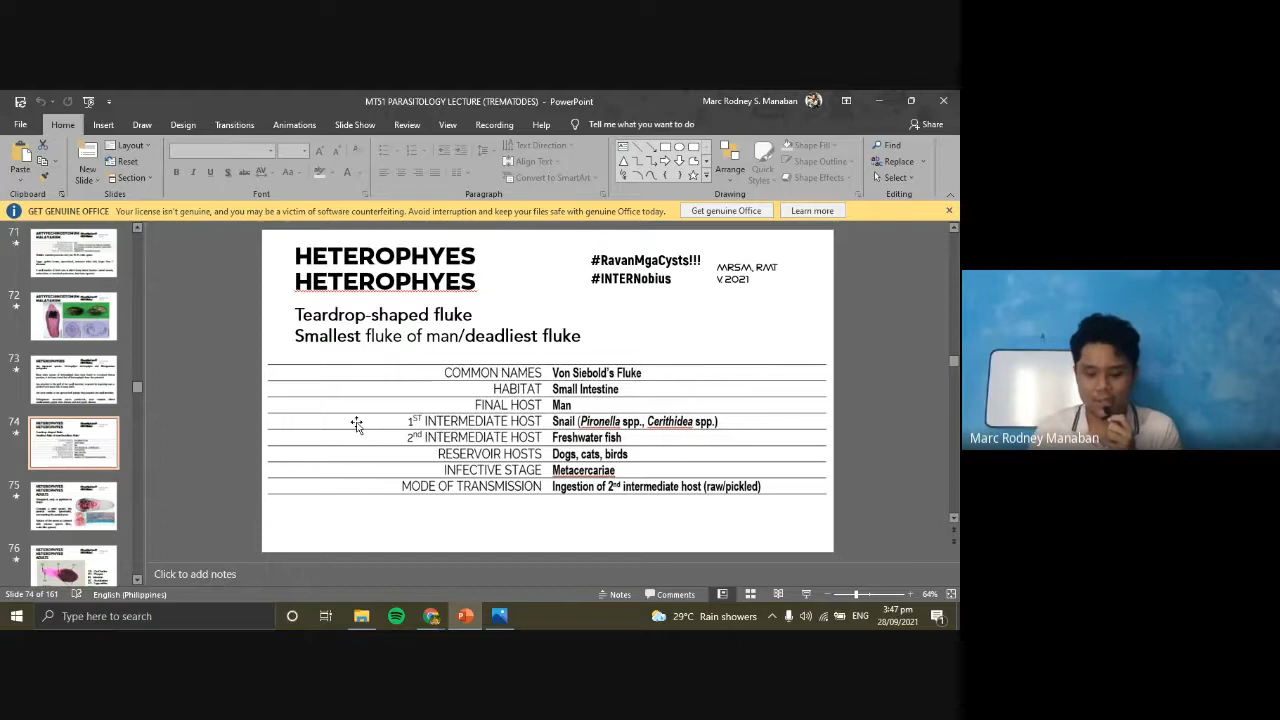 MT51 PARASITOLOGY LECTURE (TREMATODES) - PowerPoint
Marc Rodney S. Manaban
File Home Insert Draw Design Transitions Animations Slide Show Review View Recording Help Tell me what you want to do Share
Paste
Clipboard
New Slide
Layout
Reset
Section
Slides
Font
Text Direction
Align Text
Convert to SmartArt
Paragraph
Arrange
Quick Styles
Shape Fill
Shape Outline
Shape Effects
Drawing
Find
Replace
Select
Editing
GET GENUINE OFFICE Your license isn't genuine, and you may be a victim of software counterfeiting. Avoid interruption and keep your files safe with genuine Office today. Get genuine Office Learn more
71
72
73
74
75
76
HETEROPHYES
HETEROPHYES
#RavanMgaCysts!!!
#INTERNobius
MRSM, RMT
V. 2021
Teardrop-shaped fluke
Smallest fluke of man/deadliest fluke
COMMON NAMES Von Siebold's Fluke
HABITAT Small Intestine
FINAL HOST Man
1ST INTERMEDIATE HOST Snail (Pironella spp., Cerithidea spp.)
2nd INTERMEDIATE HOST Freshwater fish
RESERVOIR HOSTS Dogs, cats, birds
INFECTIVE STAGE Metacercariae
MODE OF TRANSMISSION Ingestion of 2nd intermediate host (raw/pickled)
Click to add notes
Slide 74 of 161 English (Philippines) Notes Comments 64%
Type here to search
29°C Rain showers
ENG
3:47 pm
28/09/2021
1
Marc Rodney Manaban